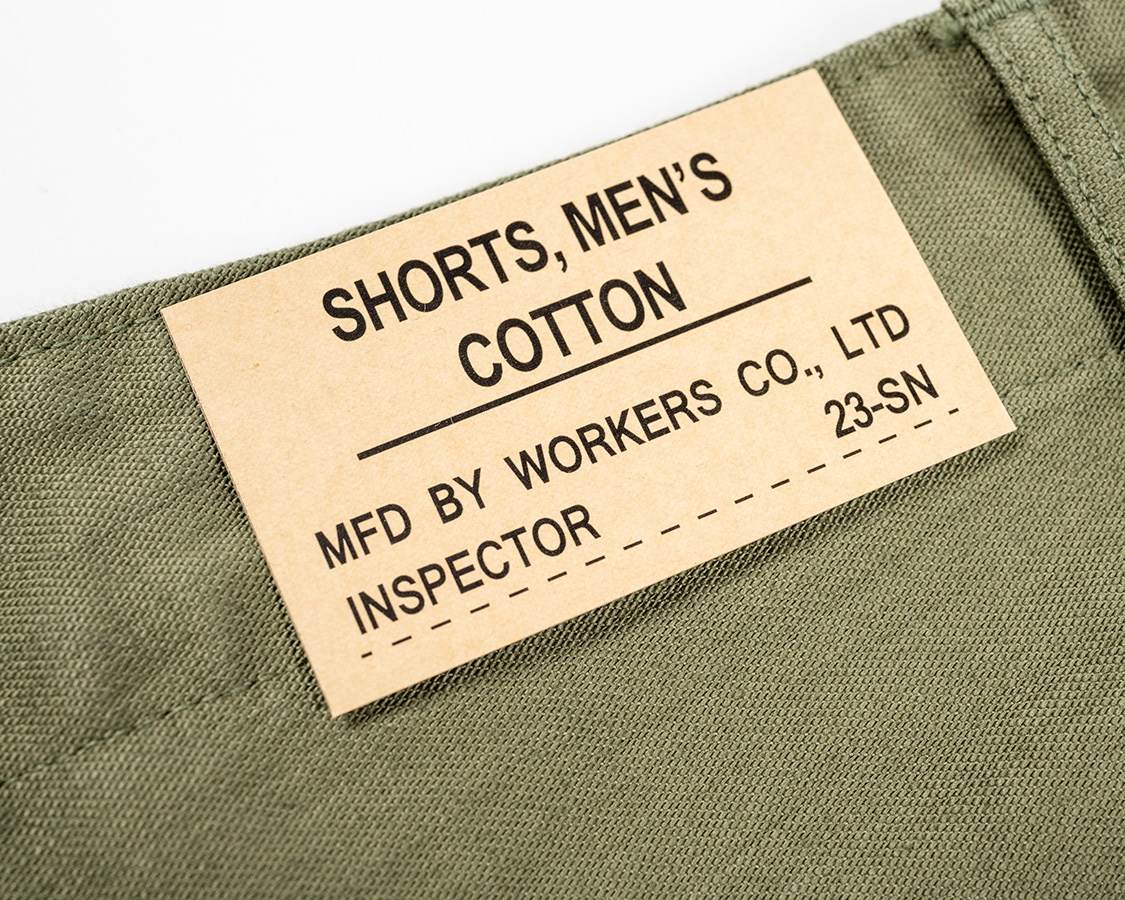 SHORTS, MEN'S
COTTON
MFD BY WORKERS CO., LTD
23-SN
INSPECTOR